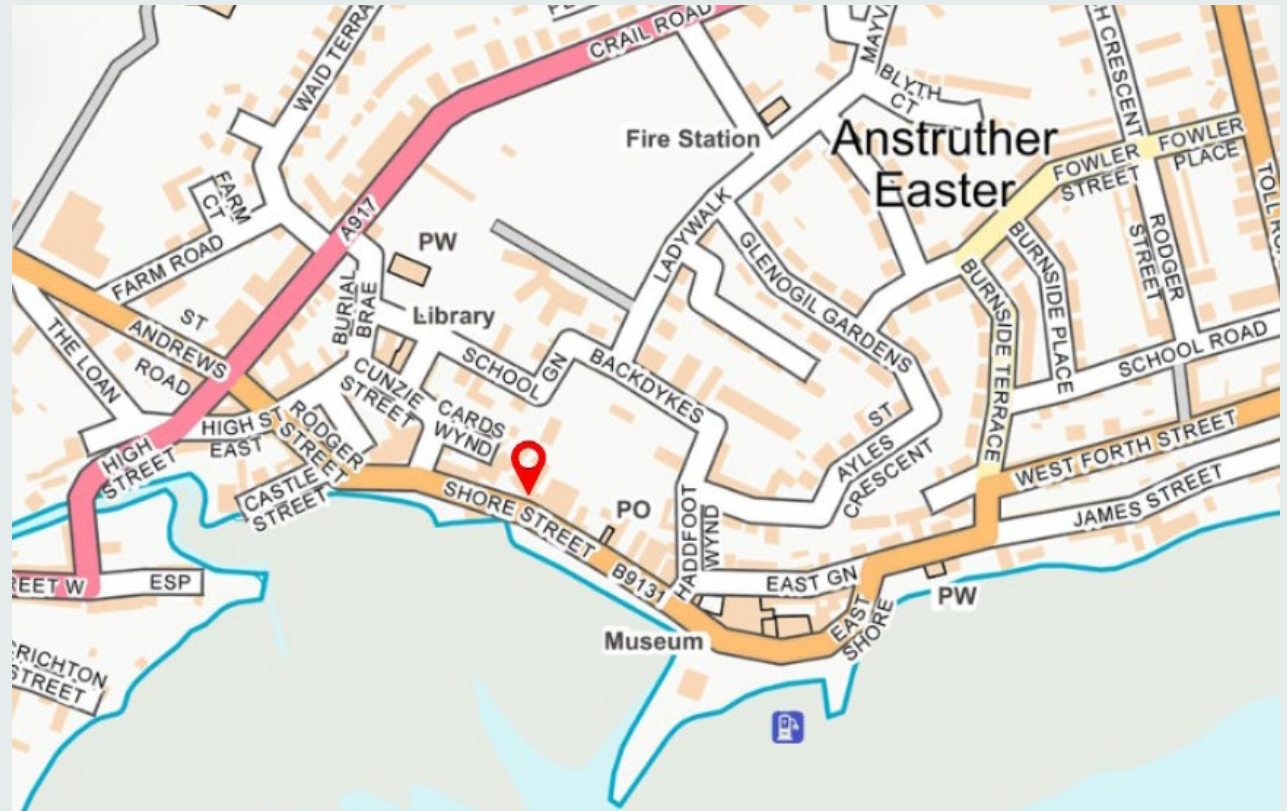 CRAIL ROAD
WAID TERRA
MAYV
BLYTH
CT
H CRESCENT
Fire Station
Anstruther
Easter
FOWLER
STREET
FOWLER
PLACE
TOLL RO
FARM
CT
A917
PW
LADYWALK
GLENOGIL GARDENS
BURNSIDE PLACE
RODGER
STREET
FARM ROAD
BURIAL
BRAE
Library
BURNSIDE TERRACE
ST
ANDREWS
ROAD
THE LOAN
SCHOOL
GN
BACKDYKES
SCHOOL ROAD
CUNZIE
STREET
CARDS
WYND
HIGH ST
EAST
RODGER
STREET
HIGH
STREET
ST
AYLES
CRESCENT
WEST FORTH STREET
CASTLE
STREET
SHORE STREET
PO
HADDFOOT
WYND
JAMES STREET
REET W
ESP
B9131
EAST GN
PW
EAST
SHORE
Museum
CRICHTON
STREET